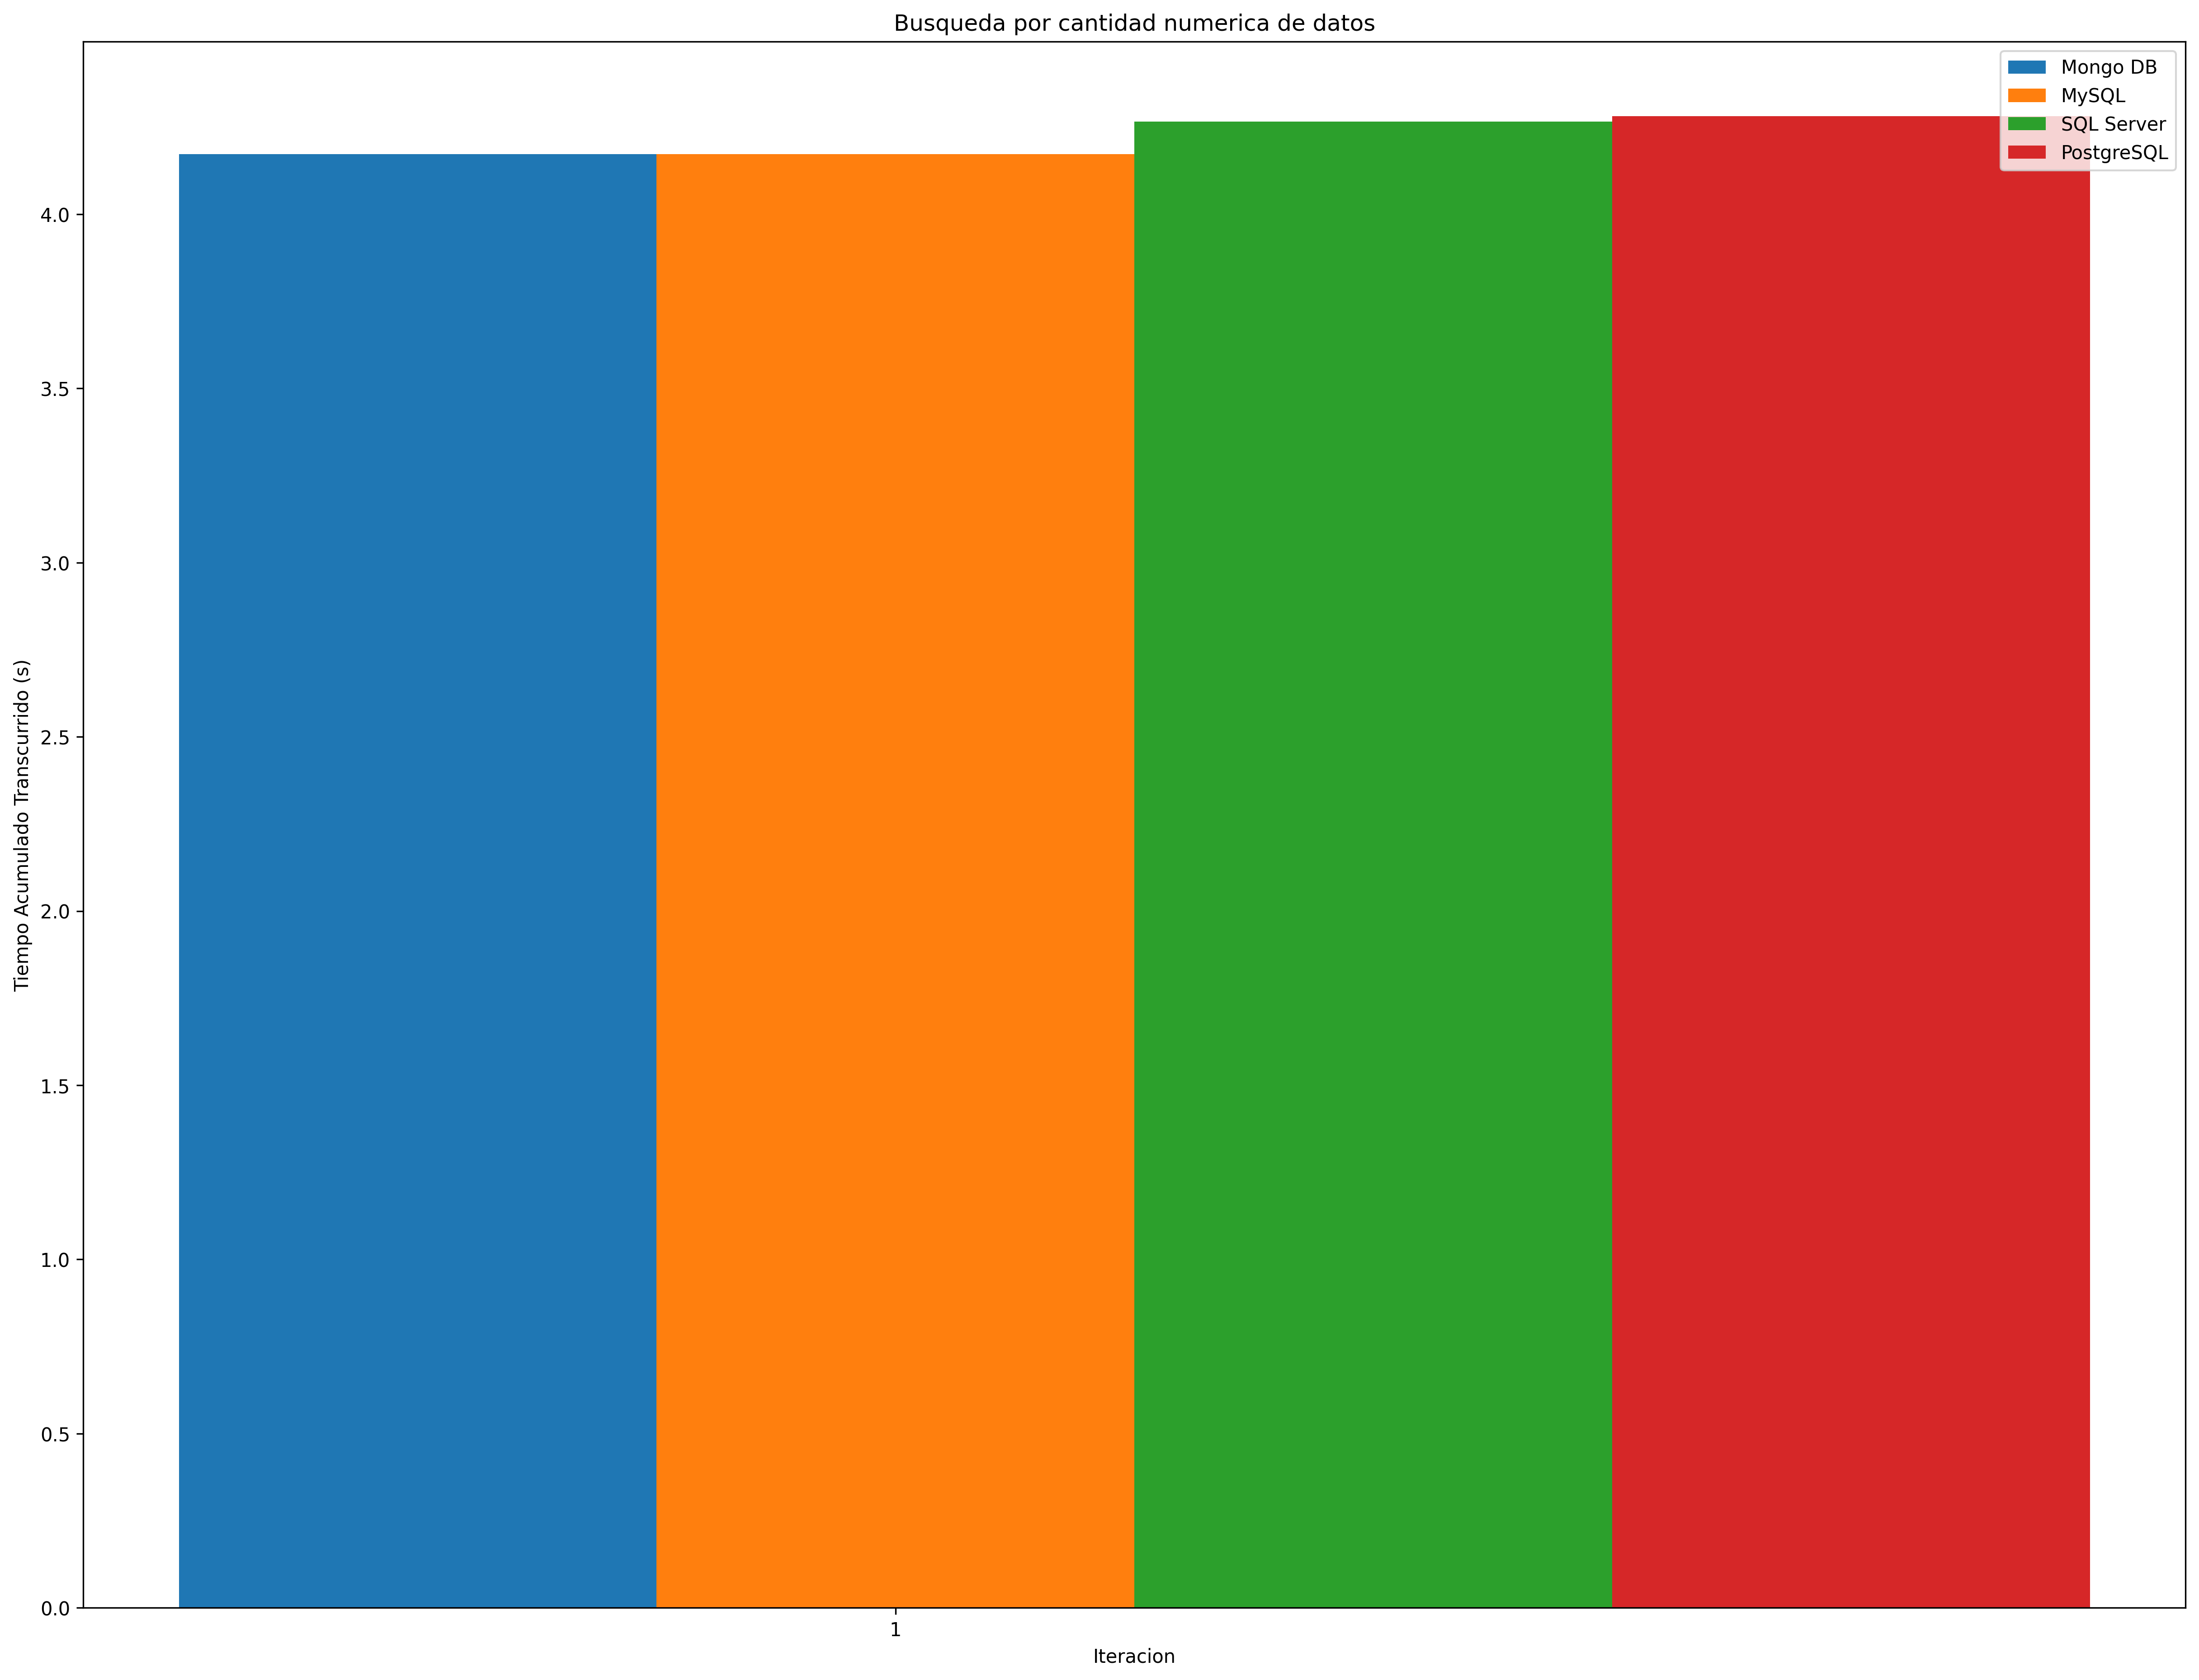 Busqueda por cantidad numerica de datos
Mongo DB
MySQL
SQL Server
PostgreSQL
Tiempo Acumulado Transcurrido (s)
4.0
3.5
3.0
2.5
2.0
1.5
1.0
0.5
0.0
1
Iteracion